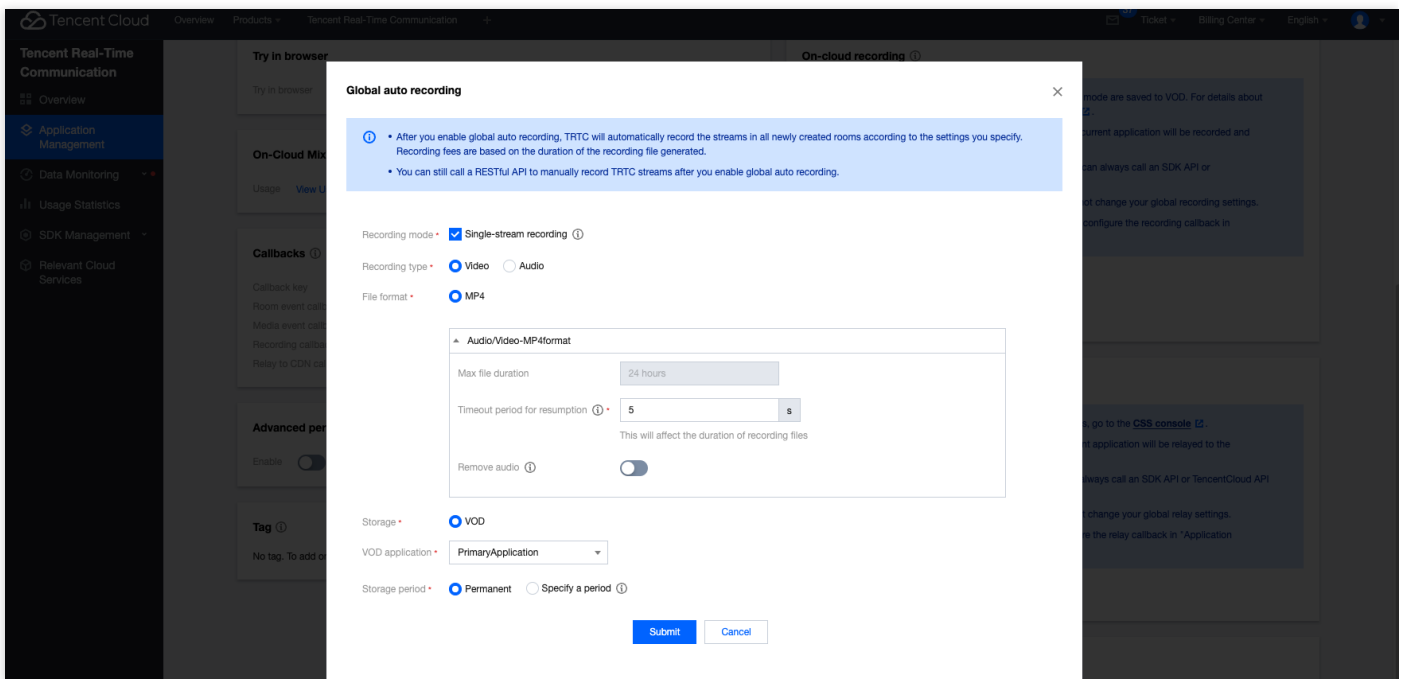 Tencent Cloud Overview Products Tencent Real-Time Communication + 37 Ticket Billing Center English
Tencent Real-Time
Communication
Overview
Application
Management
Data Monitoring
Usage Statistics
SDK Management
Relevant Cloud
Services
Try in browser
Try in browser
On-Cloud Mix
Usage View U
Callbacks
Callback key
Room event callb
Media event callb
Recording callba
Relay to CDN cal
Advanced per
Enable
Tag
No tag. To add or
On-cloud recording
mode are saved to VOD. For details about
current application will be recorded and
can always call an SDK API or
not change your global recording settings.
configure the recording callback in
s, go to the CSS console
nt application will be relayed to the
always call an SDK API or TencentCloud API
t change your global relay settings.
re the relay callback in "Application
Global auto recording
• After you enable global auto recording, TRTC will automatically record the streams in all newly created rooms according to the settings you specify.
Recording fees are based on the duration of the recording file generated.
• You can still call a RESTful API to manually record TRTC streams after you enable global auto recording.
Recording mode * Single-stream recording
Recording type * Video Audio
File format * MP4
Audio/Video-MP4format
Max file duration 24 hours
Timeout period for resumption * 5 s
This will affect the duration of recording files
Remove audio
Storage * VOD
VOD application * PrimaryApplication
Storage period * Permanent Specify a period
Submit Cancel